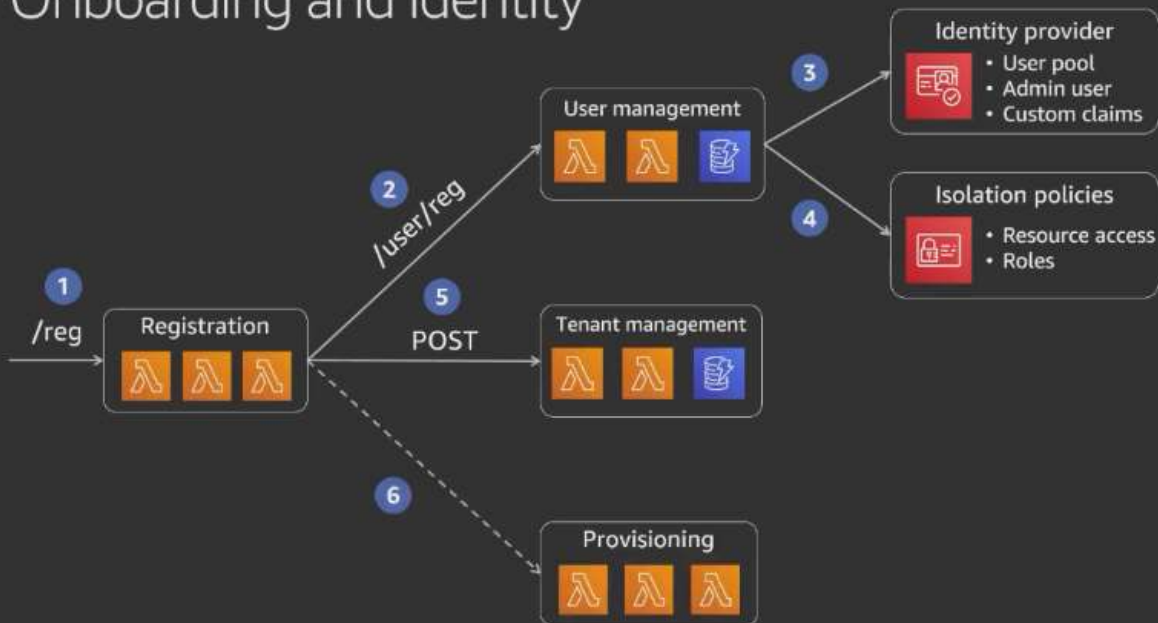 Onboarding and identity
Identity provider
• User pool
• Admin user
• Custom claims
3
User management
2
/user/reg
4
Isolation policies
• Resource access
• Roles
1
/reg
Registration
5
POST
Tenant management
6
Provisioning